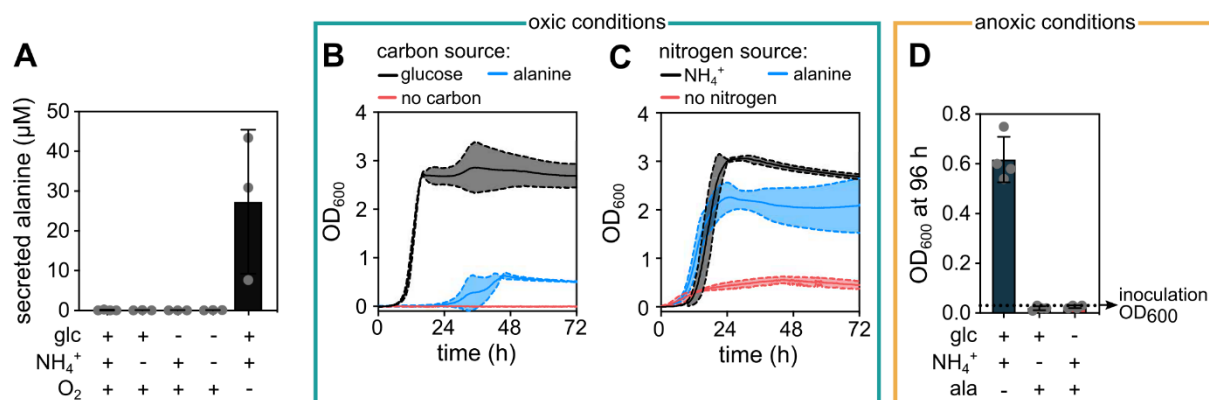 oxic conditions
anoxic conditions
A
secreted alanine (µM)
50
40
30
20
10
0
glc + + - - +
NH₄⁺ + - + - +
O₂ + + + + -
B
carbon source:
glucose alanine
no carbon
OD₆₀₀
4
3
2
1
0
0 24 48 72
time (h)
C
nitrogen source:
NH₄⁺ alanine
no nitrogen
OD₆₀₀
4
3
2
1
0
0 24 48 72
time (h)
D
OD₆₀₀ at 96 h
0.8
0.6
0.4
0.2
0.0
inoculation
OD₆₀₀
glc + + -
NH₄⁺ + - +
ala - + +